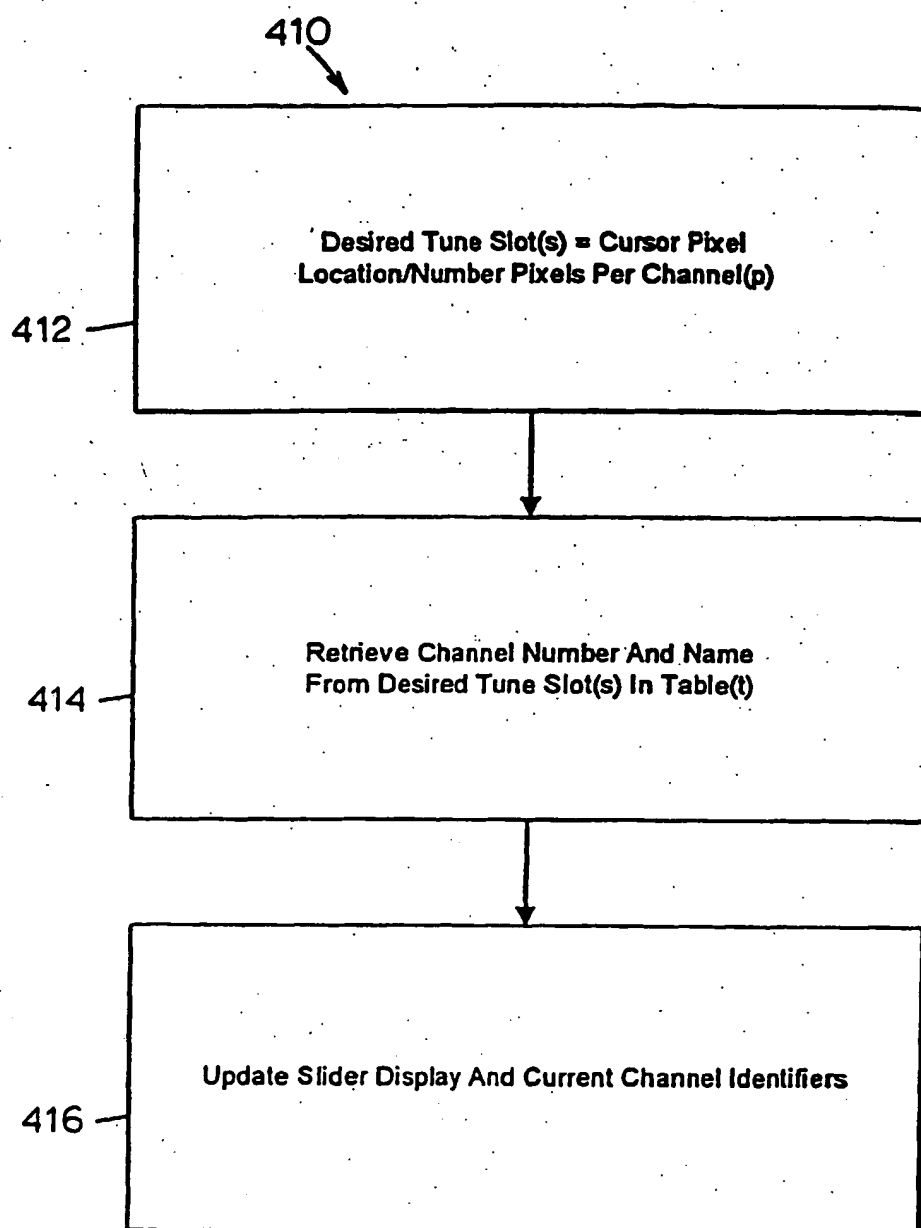 410
Desired Tune Slot(s) = Cursor Pixel
Location/Number Pixels Per Channel(p)
412
Retrieve Channel Number And Name
From Desired Tune Slot(s) In Table(t)
414
Update Slider Display And Current Channel Identifiers
416